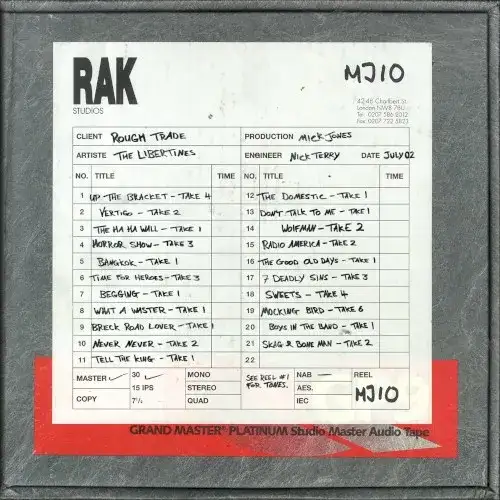 RAK
STUDIOS
MJ10
42-48 Charlbert St.
London NW8 7BU
Tel. 0207 586 2012
Fax 0207 722 5823
CLIENT ROUGH TRADE PRODUCTION MICK JONES
ARTISTE THE LIBERTINES ENGINEER NICK TERRY DATE JULY 02
NO. TITLE TIME NO. TITLE TIME
1 UP THE BRACKET - TAKE 4
2 VERTIGO - TAKE 2
3 THE HA HA WALL - TAKE 1
4 HORROR SHOW - TAKE 3
5 BANGKOK - TAKE 1
6 TIME FOR HEROES - TAKE 3
7 BEGGING - TAKE 1
8 WHAT A WASTER - TAKE 1
9 BRECK ROAD LOVER - TAKE 1
10 NEVER NEVER - TAKE 2
11 TELL THE KING - TAKE 1
12 THE DOMESTIC - TAKE 1
13 DON'T TALK TO ME - TAKE 1
14 WOLFMAN - TAKE 2
15 RADIO AMERICA - TAKE 2
16 THE GOOD OLD DAYS - TAKE 1
17 7 DEADLY SINS - TAKE 3
18 SWEETS - TAKE 4
19 MOCKING BIRD - TAKE 6
20 BOYS IN THE BAND - TAKE 1
21 SKAG & BONE MAN - TAKE 2
22
MASTER 30 MONO SEE REEL #1 NAB REEL
15 IPS STEREO FOR TONES. AES.
COPY 7½ QUAD IEC MJ10
GRAND MASTER® PLATINUM Studio Master Audio Tape